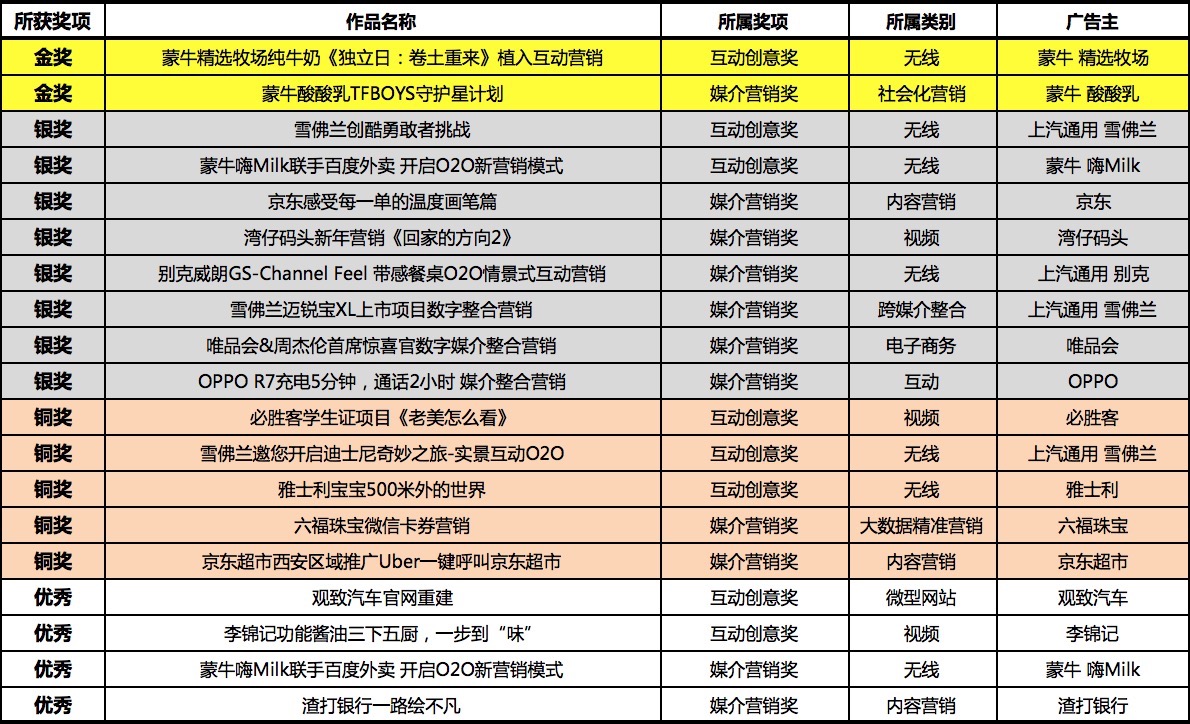 所获奖项 作品名称 所属奖项 所属类别 广告主
金奖 蒙牛精选牧场纯牛奶《独立日：卷土重来》植入互动营销 互动创意奖 无线 蒙牛 精选牧场
金奖 蒙牛酸酸乳TFBOYS守护星计划 媒介营销奖 社会化营销 蒙牛 酸酸乳
银奖 雪佛兰创酷勇敢者挑战 互动创意奖 无线 上汽通用 雪佛兰
银奖 蒙牛嗨Milk联手百度外卖 开启O2O新营销模式 互动创意奖 无线 蒙牛 嗨Milk
银奖 京东感受每一单的温度画笔篇 媒介营销奖 内容营销 京东
银奖 湾仔码头新年营销《回家的方向2》 媒介营销奖 视频 湾仔码头
银奖 别克威朗GS-Channel Feel 带感餐桌O2O情景式互动营销 媒介营销奖 无线 上汽通用 别克
银奖 雪佛兰迈锐宝XL上市项目数字整合营销 媒介营销奖 跨媒介整合 上汽通用 雪佛兰
银奖 唯品会&周杰伦首席惊喜官数字媒介整合营销 媒介营销奖 电子商务 唯品会
银奖 OPPO R7充电5分钟，通话2小时 媒介整合营销 媒介营销奖 互动 OPPO
铜奖 必胜客学生证项目《老美怎么看》 互动创意奖 视频 必胜客
铜奖 雪佛兰邀您开启迪士尼奇妙之旅-实景互动O2O 互动创意奖 无线 上汽通用 雪佛兰
铜奖 雅士利宝宝500米外的世界 互动创意奖 无线 雅士利
铜奖 六福珠宝微信卡券营销 媒介营销奖 大数据精准营销 六福珠宝
铜奖 京东超市西安区域推广Uber一键呼叫京东超市 媒介营销奖 内容营销 京东超市
优秀 观致汽车官网重建 互动创意奖 微型网站 观致汽车
优秀 李锦记功能酱油三下五厨，一步到“味” 互动创意奖 视频 李锦记
优秀 蒙牛嗨Milk联手百度外卖 开启O2O新营销模式 媒介营销奖 无线 蒙牛 嗨Milk
优秀 渣打银行一路绘不凡 媒介营销奖 内容营销 渣打银行